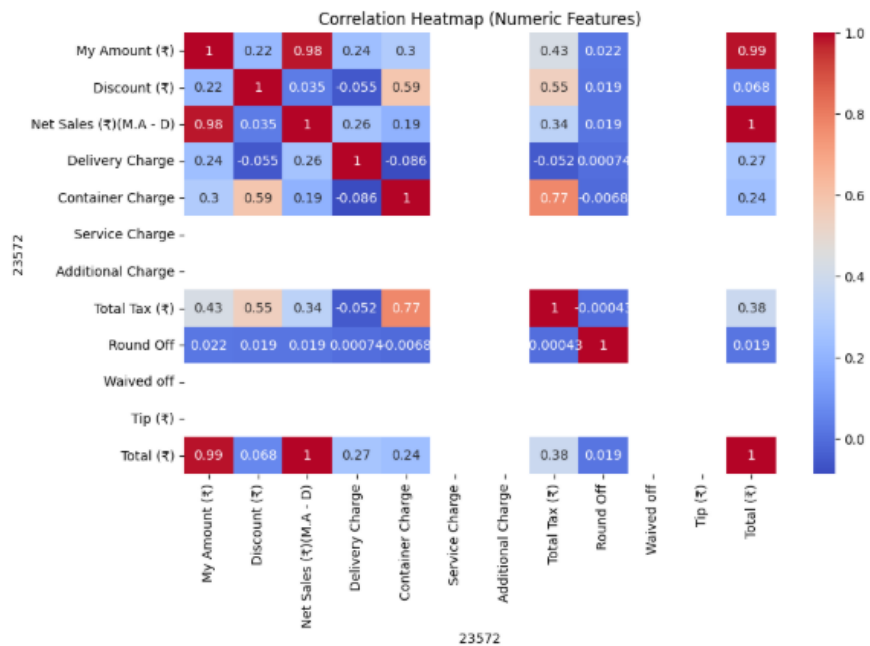 Correlation Heatmap (Numeric Features)
My Amount (₹) 1 0.22 0.98 0.24 0.3 0.43 0.022 0.99
Discount (₹) 0.22 1 0.035 -0.055 0.59 0.55 0.019 0.068
Net Sales (₹)(M.A - D) 0.98 0.035 1 0.26 0.19 0.34 0.019 1
Delivery Charge 0.24 -0.055 0.26 1 -0.086 -0.052 0.00074 0.27
Container Charge 0.3 0.59 0.19 -0.086 1 0.77 -0.0068 0.24
Service Charge
Additional Charge
Total Tax (₹) 0.43 0.55 0.34 -0.052 0.77 1 -0.00043 0.38
Round Off 0.022 0.019 0.019 0.00074 -0.0068 -0.00043 1 0.019
Waived off
Tip (₹)
Total (₹) 0.99 0.068 1 0.27 0.24 0.38 0.019 1
23572
My Amount (₹)
Discount (₹)
Net Sales (₹)(M.A - D)
Delivery Charge
Container Charge
Service Charge
Additional Charge
Total Tax (₹)
Round Off
Waived off
Tip (₹)
Total (₹)
23572
1.0
0.8
0.6
0.4
0.2
0.0